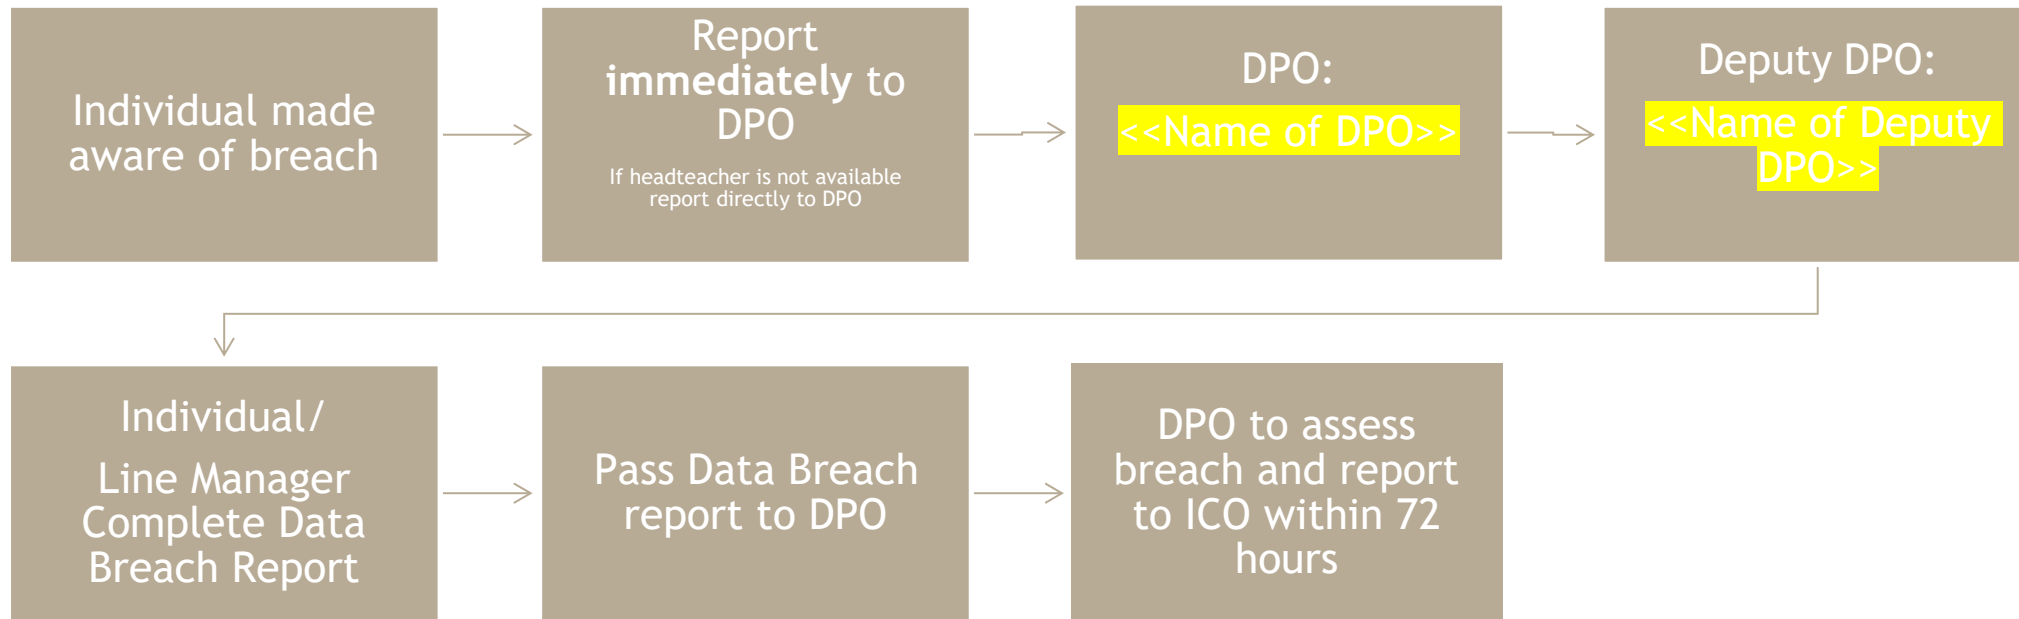 Individual made
aware of breach
Report
immediately to
DPO
If headteacher is not available
report directly to DPO
DPO:
<<Name of DPO>>
Deputy DPO:
<<Name of Deputy
DPO>>
Individual/
Line Manager
Complete Data
Breach Report
Pass Data Breach
report to DPO
DPO to assess
breach and report
to ICO within 72
hours